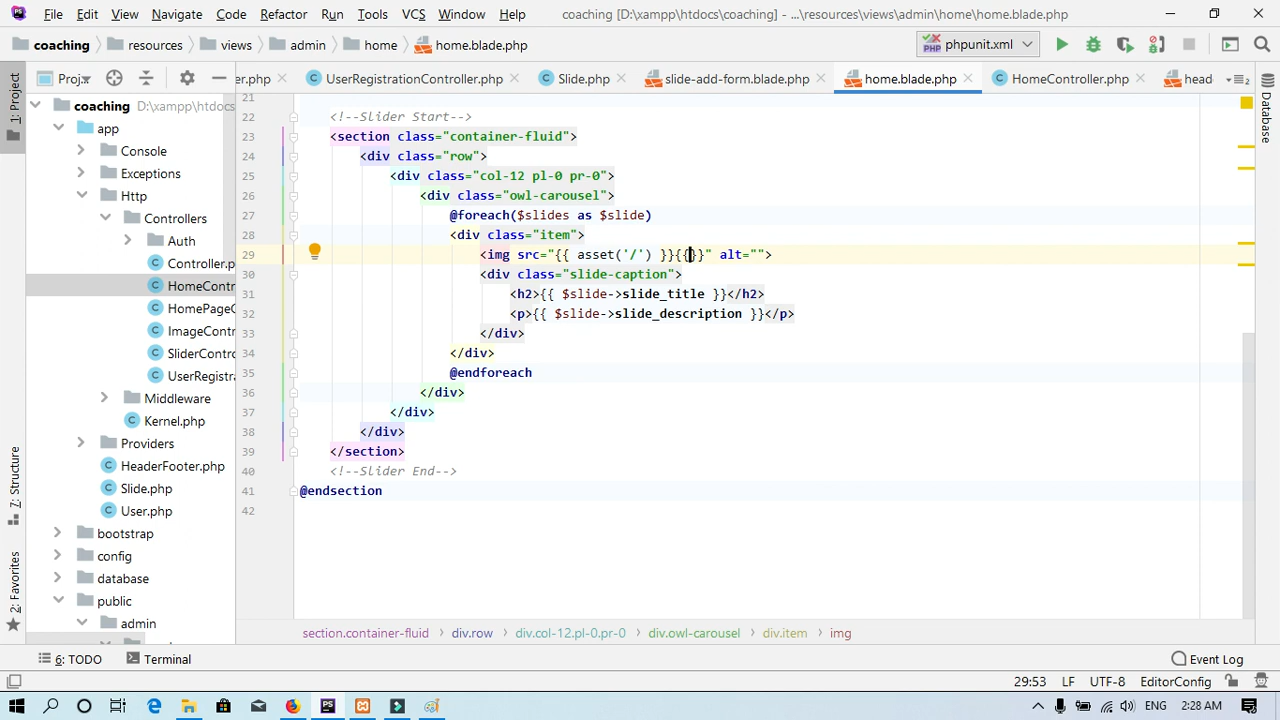 File Edit View Navigate Code Refactor Run Tools VCS Window Help coaching [D:\xampp\htdocs\coaching] - ...\resources\views\admin\home\home.blade.php
coaching resources views admin home home.blade.php phpunit.xml
Proj er.php UserRegistrationController.php Slide.php slide-add-form.blade.php home.blade.php HomeController.php head
1: Project
7: Structure
2: Favorites
Database
coaching D:\xampp\htdocs
app
Console
Exceptions
Http
Controllers
Auth
Controller.p
HomeContr
HomePageC
ImageContr
SliderContr
UserRegistra
Middleware
Kernel.php
Providers
HeaderFooter.php
Slide.php
User.php
bootstrap
config
database
public
admin
21
22 <!--Slider Start-->
23 <section class="container-fluid">
24 <div class="row">
25 <div class="col-12 pl-0 pr-0">
26 <div class="owl-carousel">
27 @foreach($slides as $slide)
28 <div class="item">
29 <img src="{{ asset('/') }}{{}}" alt="">
30 <div class="slide-caption">
31 <h2>{{ $slide->slide_title }}</h2>
32 <p>{{ $slide->slide_description }}</p>
33 </div>
34 </div>
35 @endforeach
36 </div>
37 </div>
38 </div>
39 </section>
40 <!--Slider End-->
41 @endsection
42
section.container-fluid div.row div.col-12.pl-0.pr-0 div.owl-carousel div.item img
6: TODO Terminal Event Log
29:53 LF UTF-8 EditorConfig
ENG 2:28 AM